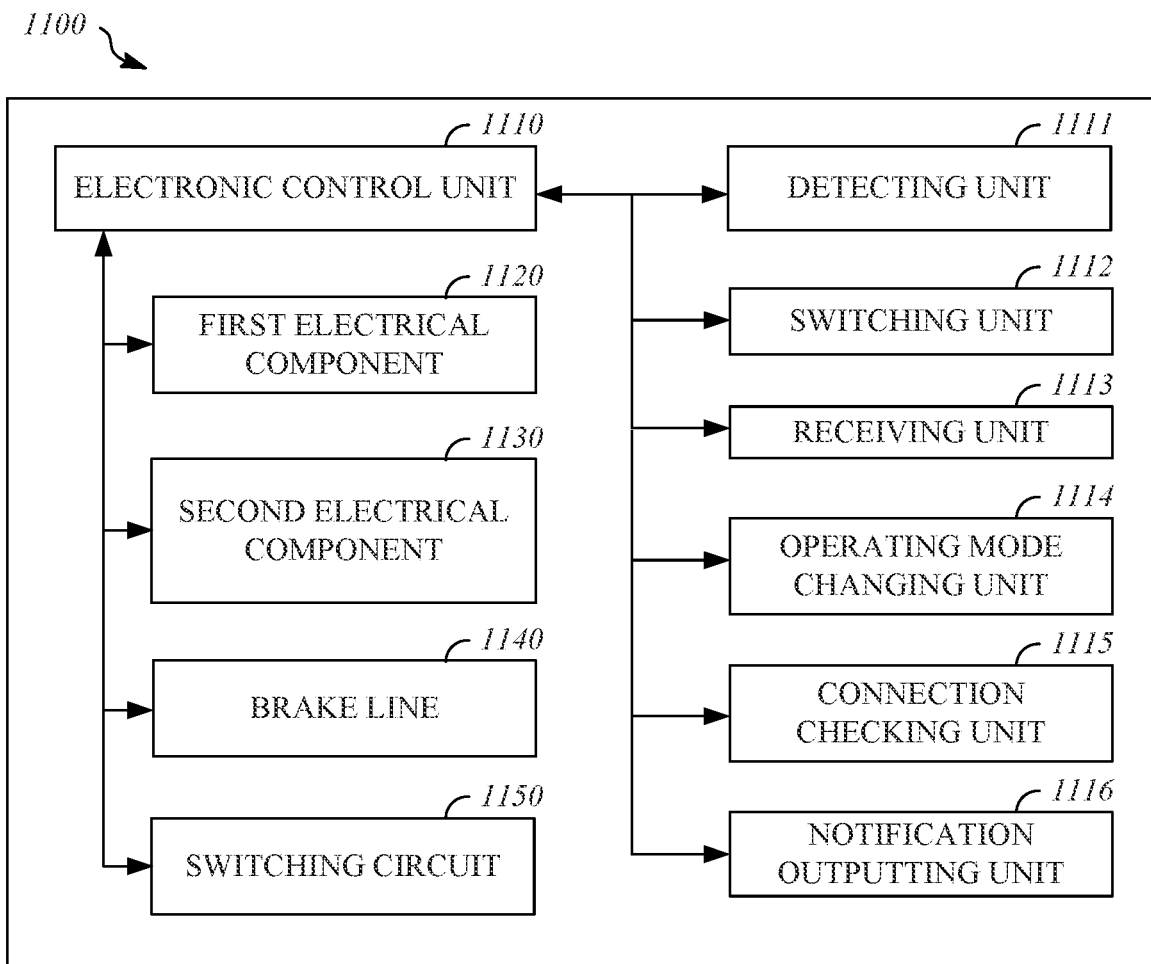 1100
1110
ELECTRONIC CONTROL UNIT
1120
FIRST ELECTRICAL
COMPONENT
1130
SECOND ELECTRICAL
COMPONENT
1140
BRAKE LINE
1150
SWITCHING CIRCUIT
1111
DETECTING UNIT
1112
SWITCHING UNIT
1113
RECEIVING UNIT
1114
OPERATING MODE
CHANGING UNIT
1115
CONNECTION
CHECKING UNIT
1116
NOTIFICATION
OUTPUTTING UNIT